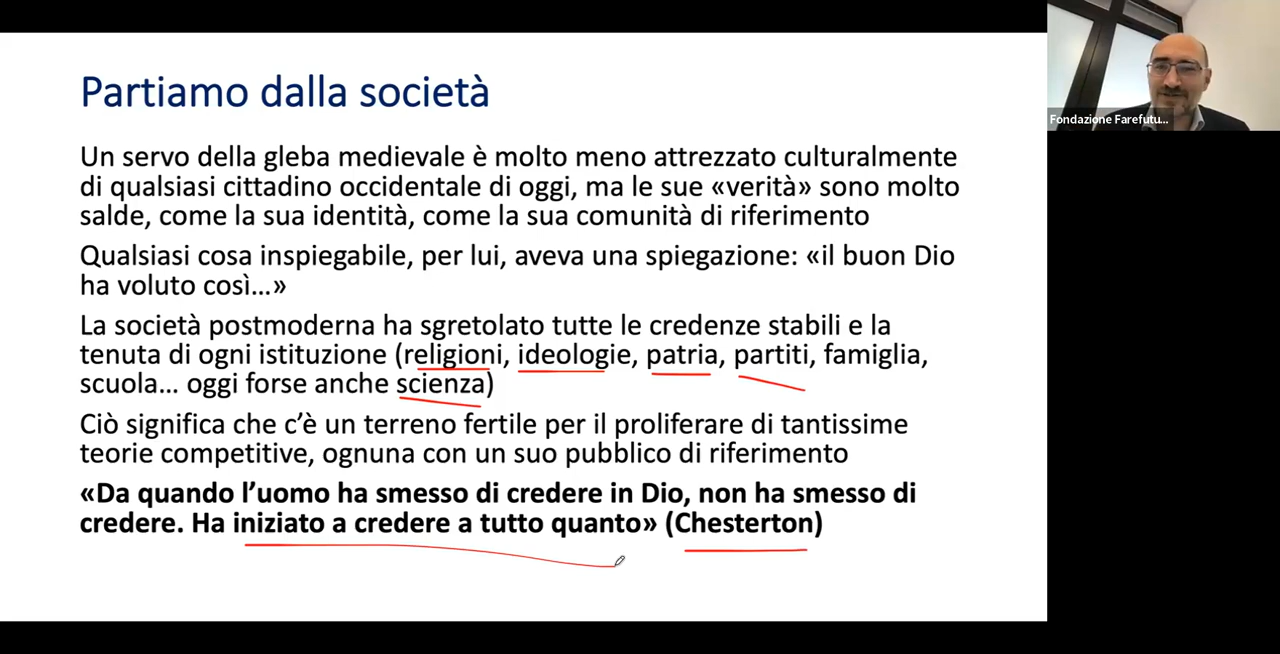 Partiamo dalla società
Fondazione Farefutu...
Un servo della gleba medievale è molto meno attrezzato culturalmente
di qualsiasi cittadino occidentale di oggi, ma le sue «verità» sono molto
salde, come la sua identità, come la sua comunità di riferimento
Qualsiasi cosa inspiegabile, per lui, aveva una spiegazione: «il buon Dio
ha voluto così...»
La società postmoderna ha sgretolato tutte le credenze stabili e la
tenuta di ogni istituzione (religioni, ideologie, patria, partiti, famiglia,
scuola... oggi forse anche scienza)
Ciò significa che c’è un terreno fertile per il proliferare di tantissime
teorie competitive, ognuna con un suo pubblico di riferimento
«Da quando l’uomo ha smesso di credere in Dio, non ha smesso di
credere. Ha iniziato a credere a tutto quanto» (Chesterton)